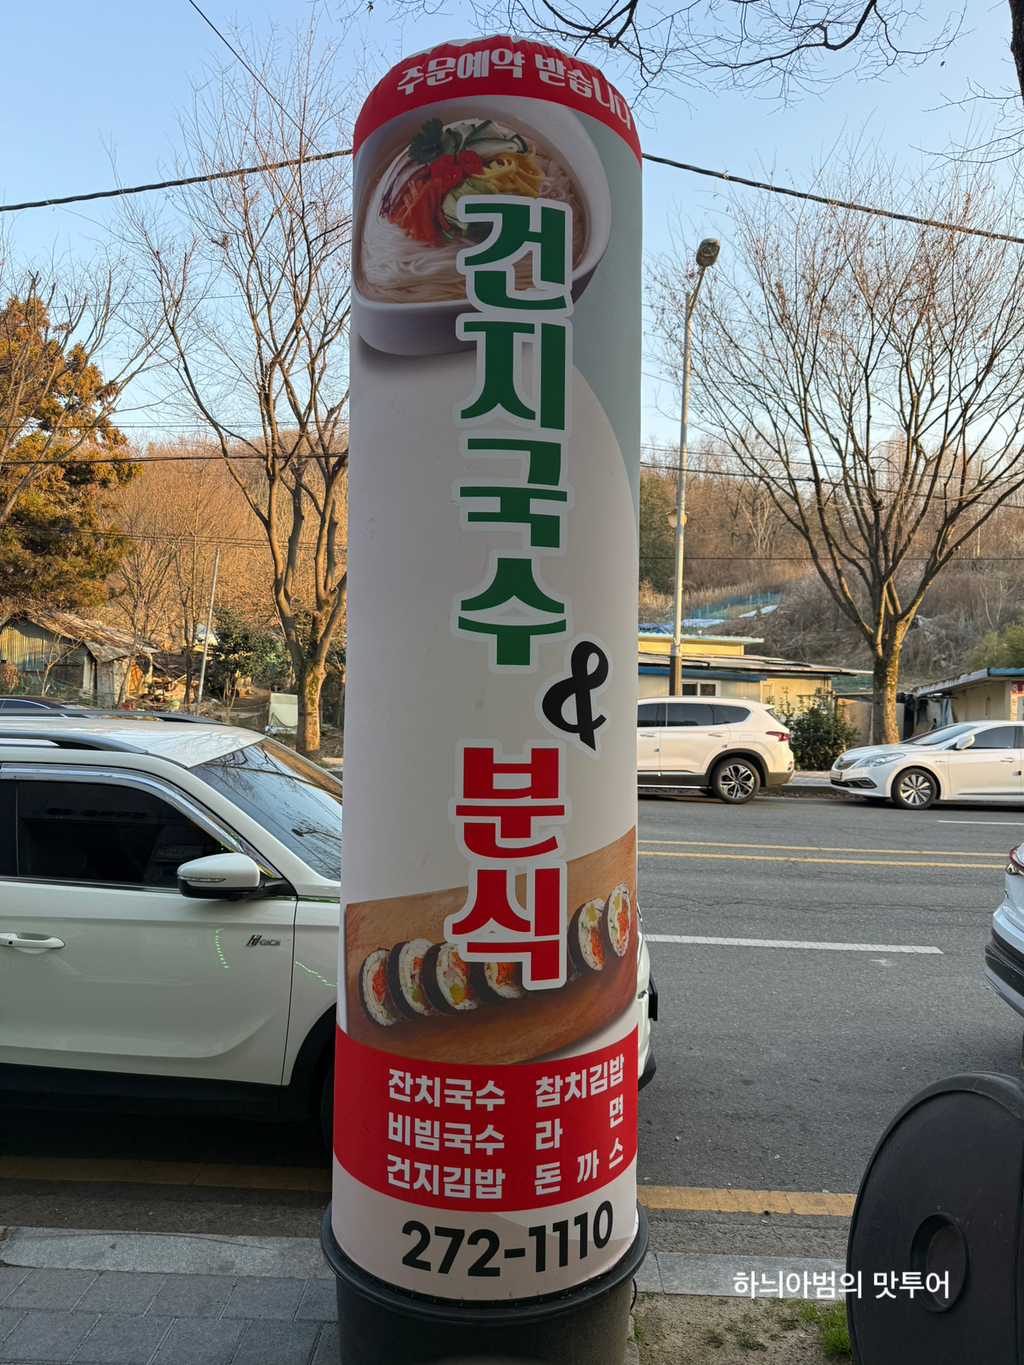 주문예약 받습니다
건지국수
&
분식
잔치국수 참치김밥
비빔국수 라면
건지김밥 돈까스
272-1110
하늬아범의 맛투어